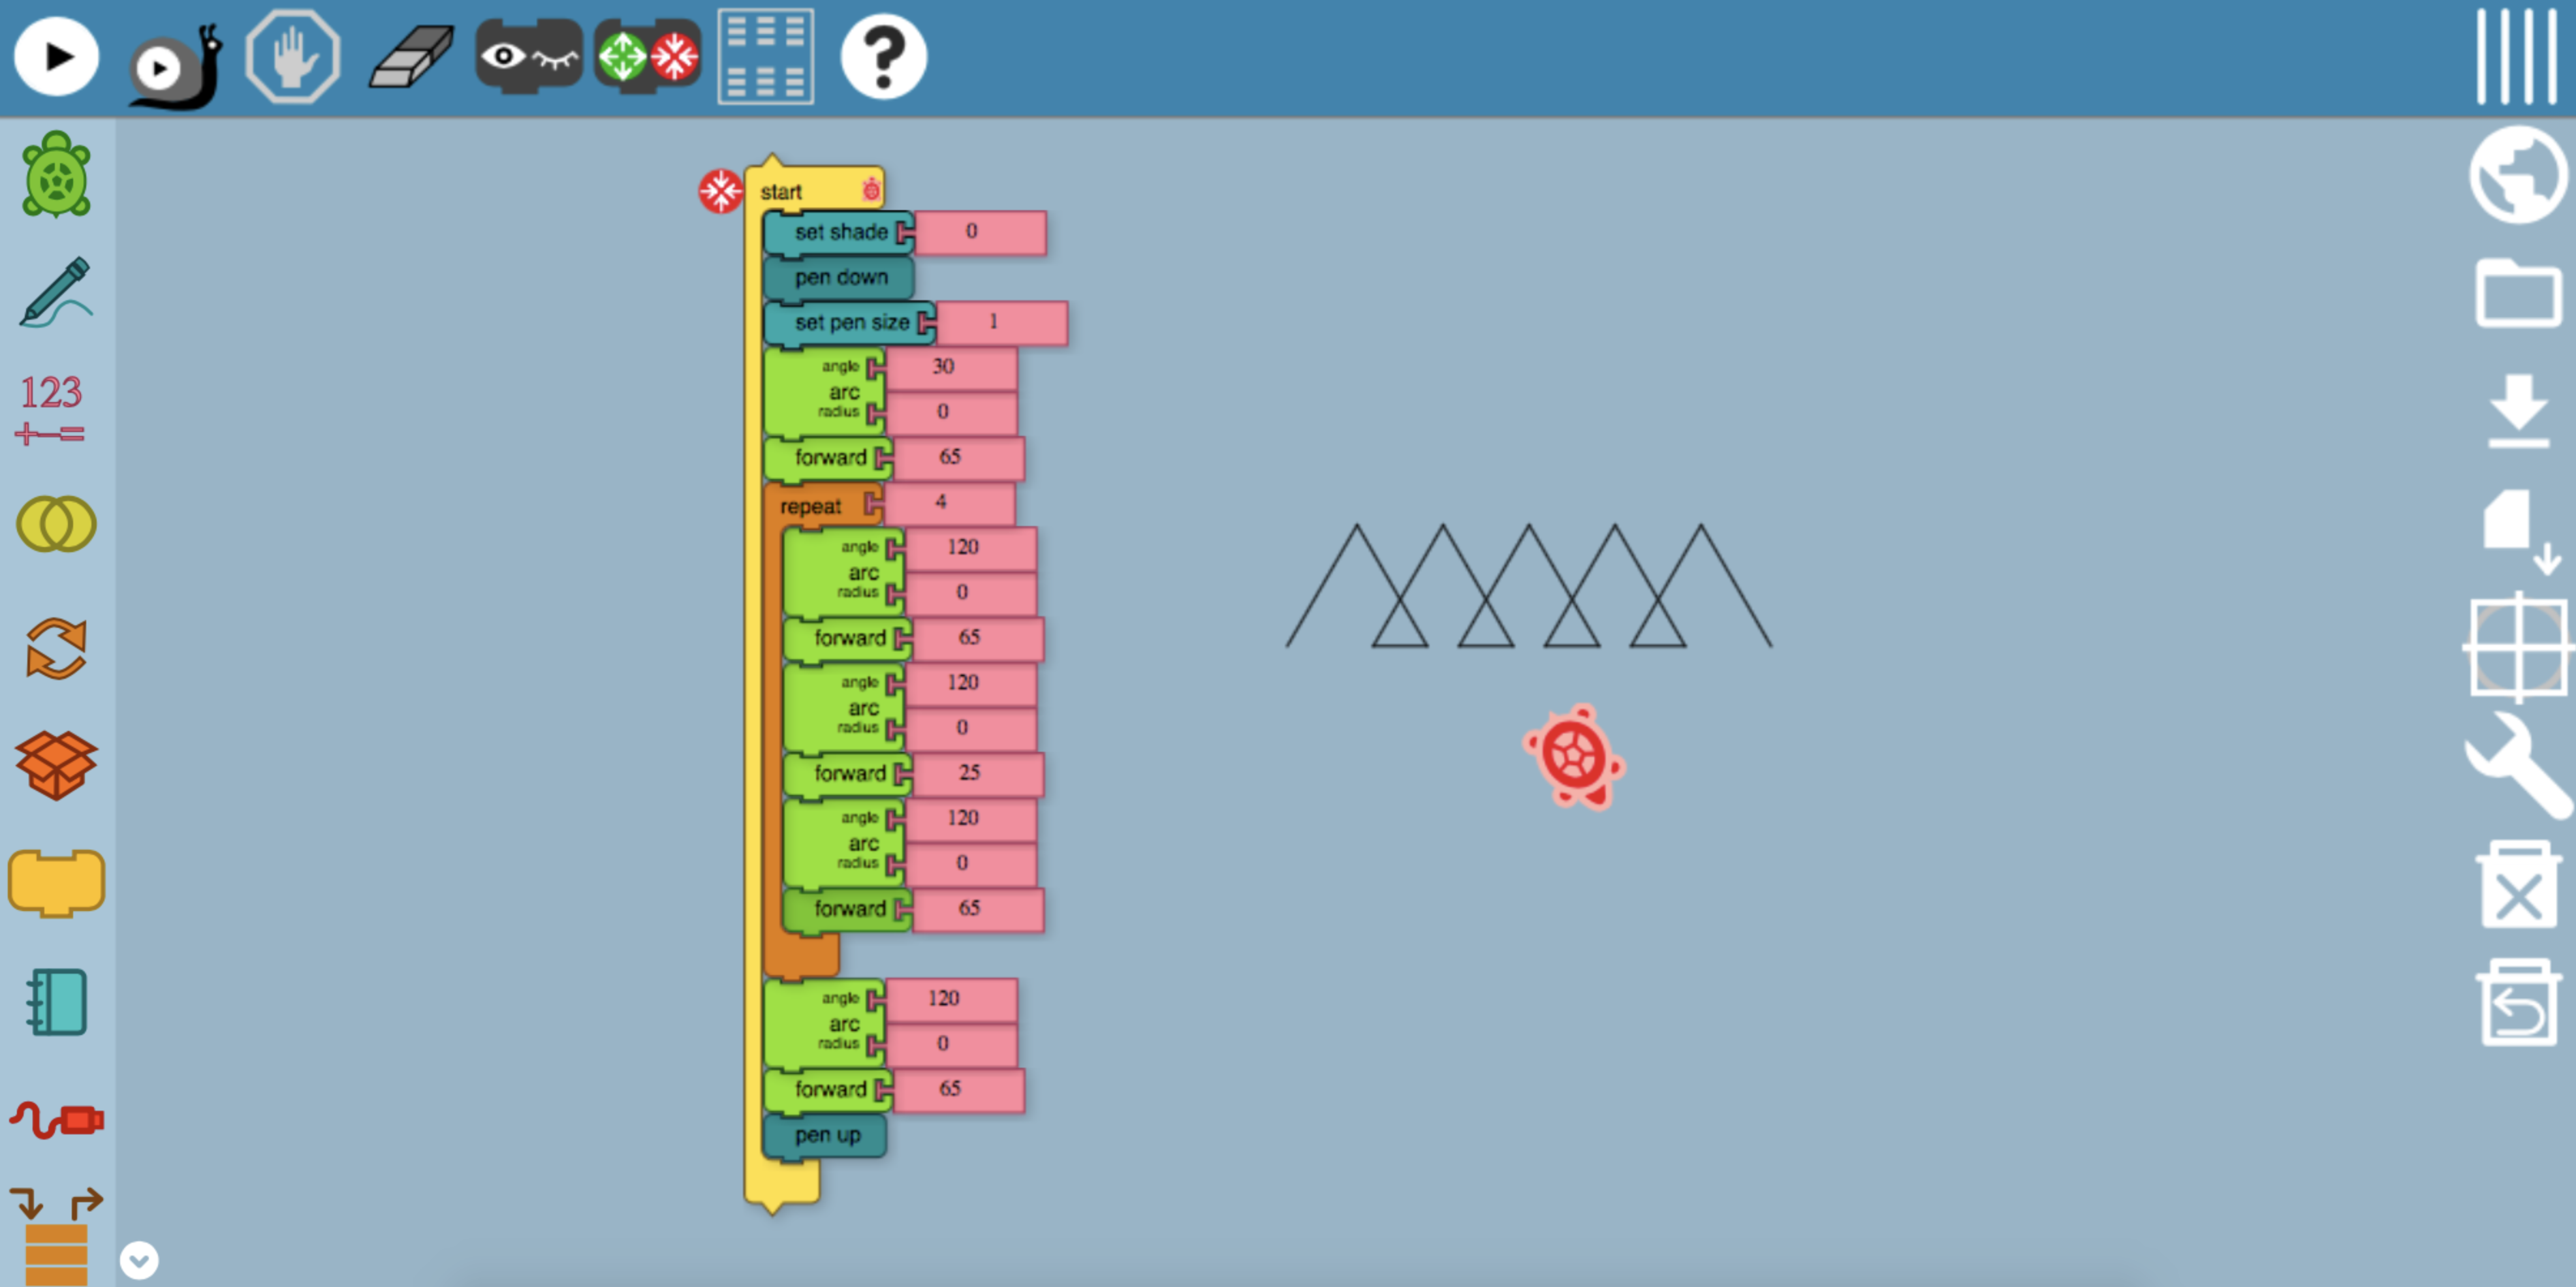 ?
start
set shade 0
pen down
set pen size 1
angle 30
arc
radius 0
forward 65
repeat 4
angle 120
arc
radius 0
forward 65
angle 120
arc
radius 0
forward 25
angle 120
arc
radius 0
forward 65
angle 120
arc
radius 0
forward 65
pen up
123
+−=